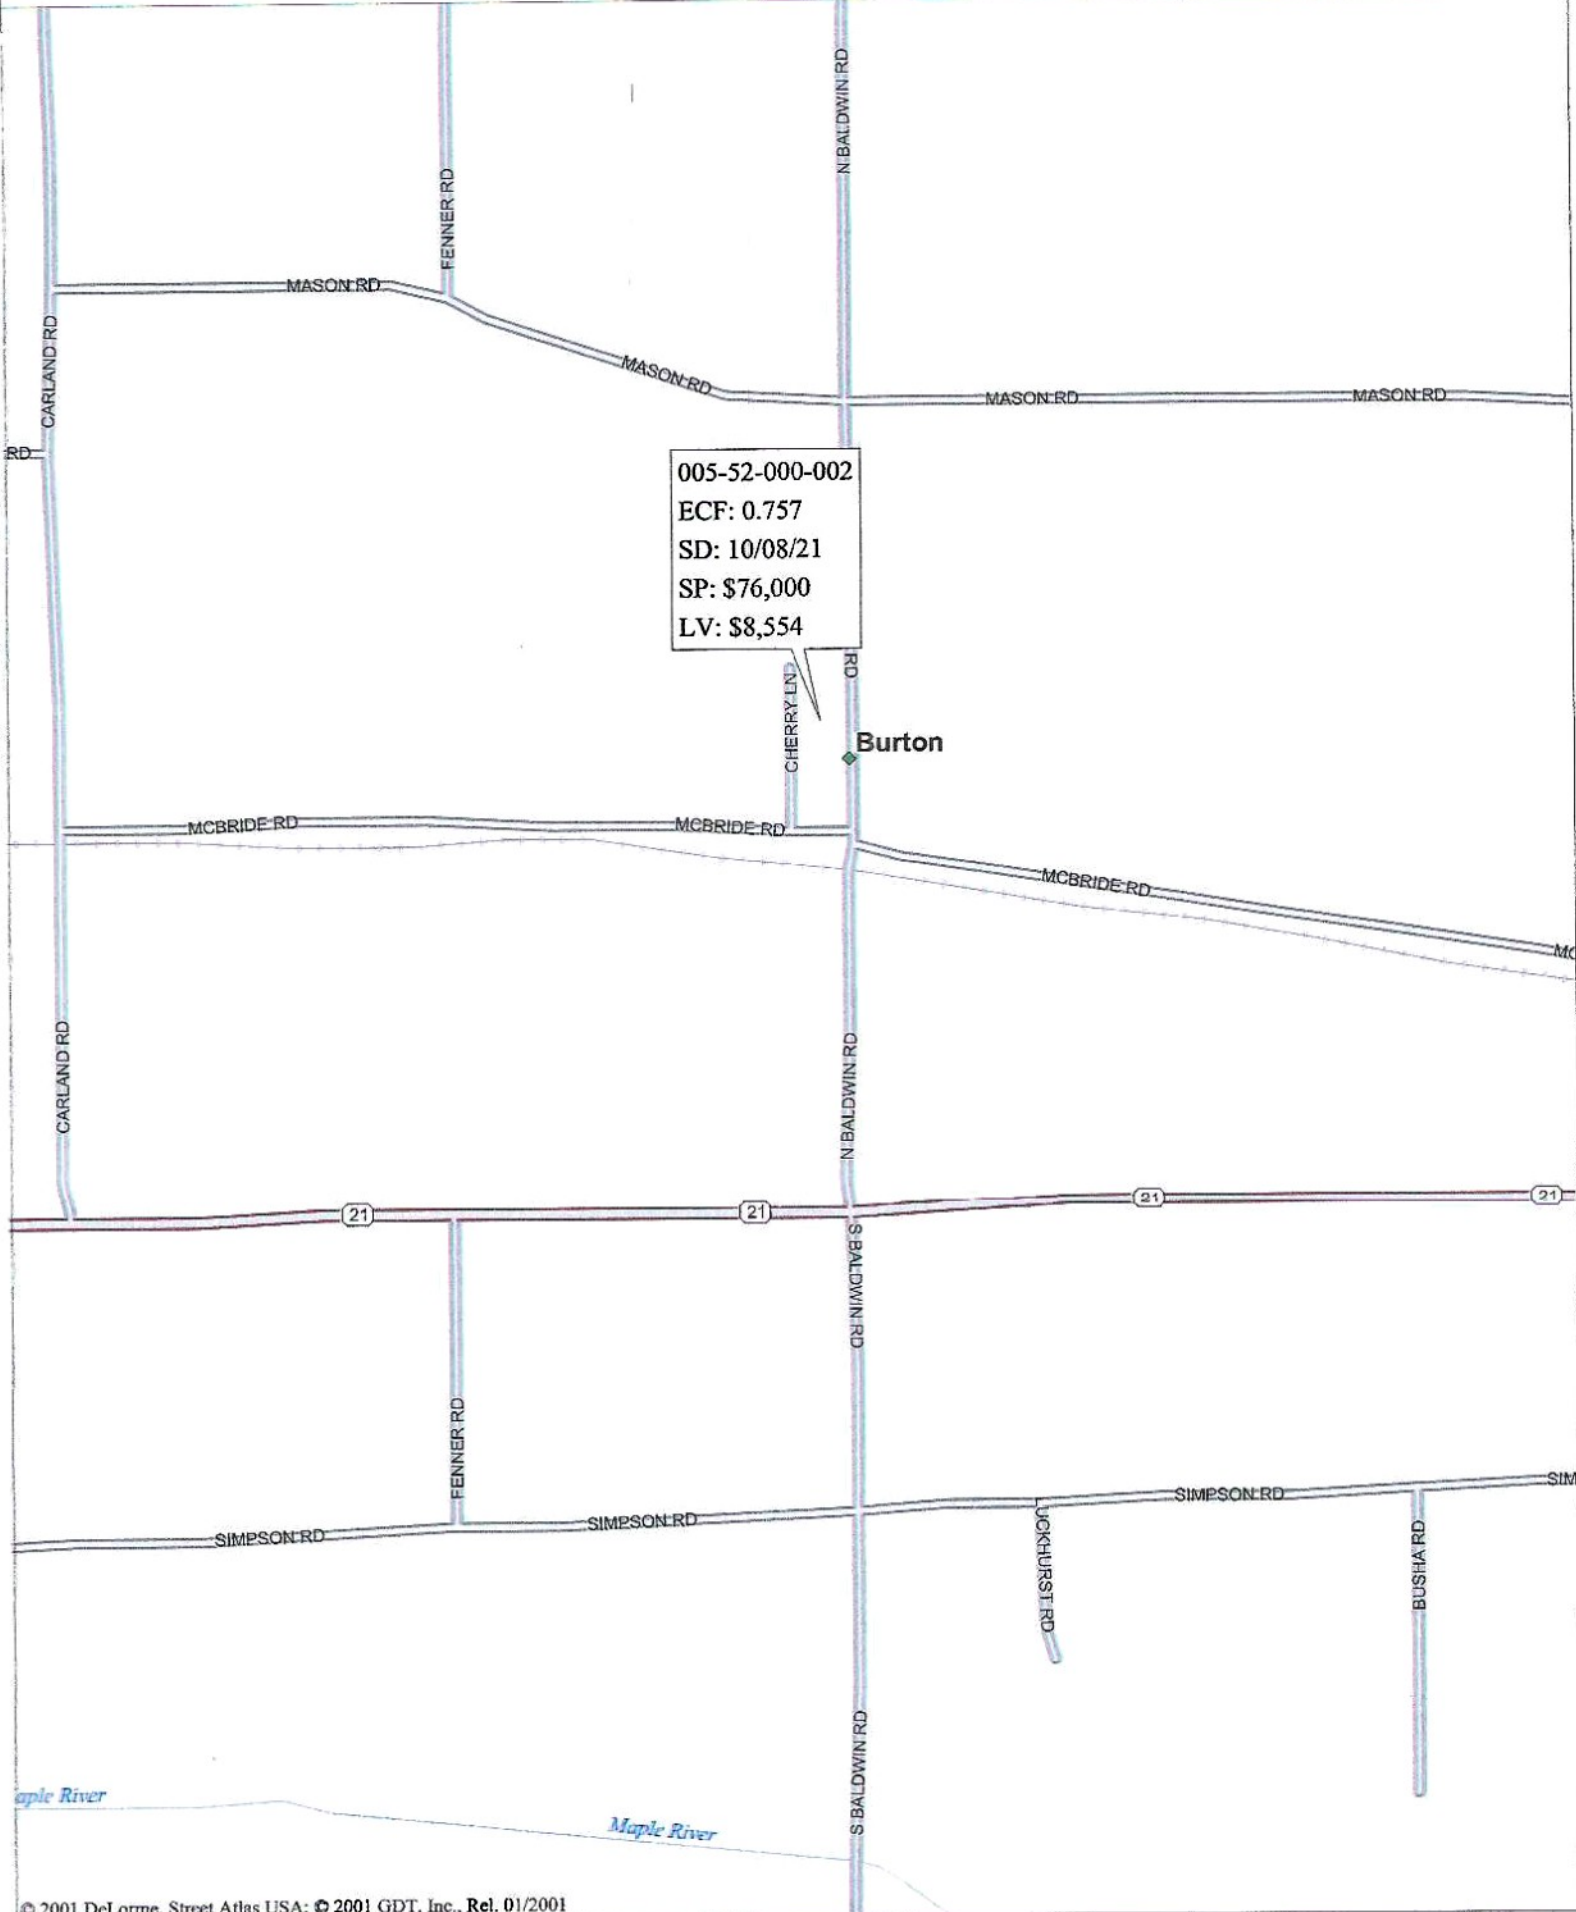 N BALDWIN RD
FENNER RD
MASON RD
CARLAND RD
MASON RD
MASON RD
MASON RD
RD
005-52-000-002
ECF: 0.757
SD: 10/08/21
SP: $76,000
LV: $8,554
RD
CHERRY LN
Burton
MCBRIDE RD
MCBRIDE RD
MCBRIDE RD
MC
CARLAND RD
N BALDWIN RD
21
21
21
21
S BALDWIN RD
FENNER RD
SIMPSON RD
SIMPSON RD
SIMPSON RD
SIM
LUCKHURST RD
BUSHA RD
S BALDWIN RD
aple River
Maple River
© 2001 DeLorme. Street Atlas USA; © 2001 GDT, Inc., Rel. 01/2001